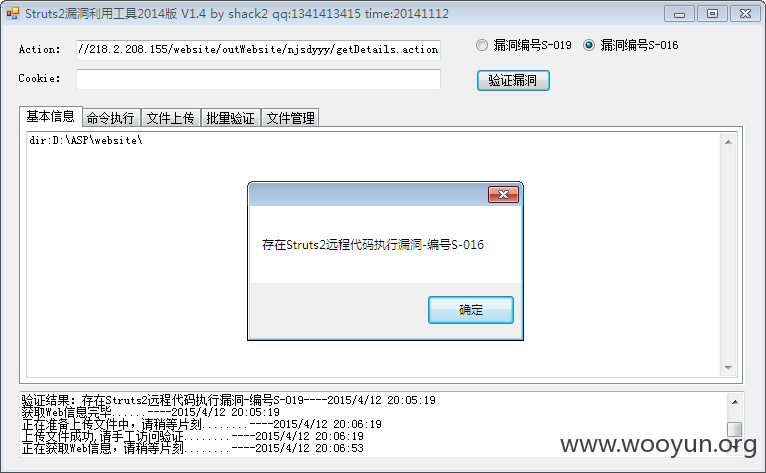 Struts2漏洞利用工具2014版 V1.4 by shack2 qq:1341413415 time:20141112
Action: //218.2.208.155/website/outWebsite/njsdyyy/getDetails.action 漏洞编号S-019 漏洞编号S-016
Cookie: 验证漏洞
基本信息 命令执行 文件上传 批量验证 文件管理
dir:D:\ASP\website\
存在Struts2远程代码执行漏洞-编号S-016
确定
验证结果: 存在Struts2远程代码执行漏洞-编号S-019----2015/4/12 20:05:19
获取Web信息完毕......----2015/4/12 20:05:19
正在准备上传文件中，请稍等片刻........----2015/4/12 20:06:19
上传文件成功,请手工访问验证........----2015/4/12 20:06:19
正在获取Web信息，请稍等片刻........----2015/4/12 20:06:53
www.wooyun.org